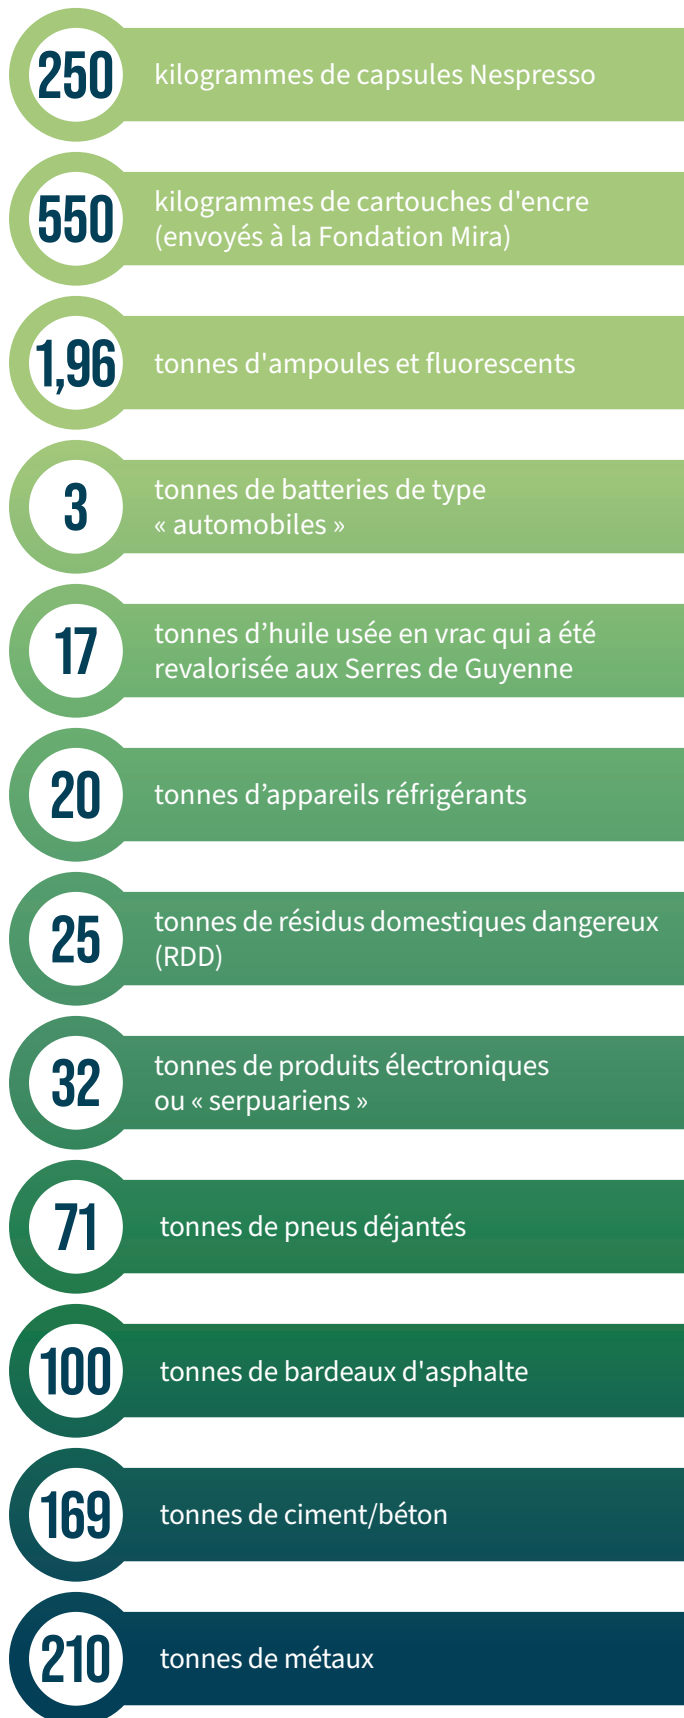 250
kilogrammes de capsules Nespresso
550
kilogrammes de cartouches d'encre
(envoyés à la Fondation Mira)
1,96
tonnes d'ampoules et fluorescents
3
tonnes de batteries de type
« automobiles »
17
tonnes d’huile usée en vrac qui a été
revalorisée aux Serres de Guyenne
20
tonnes d’appareils réfrigérants
25
tonnes de résidus domestiques dangereux
(RDD)
32
tonnes de produits électroniques
ou « serpuariens »
71
tonnes de pneus déjantés
100
tonnes de bardeaux d'asphalte
169
tonnes de ciment/béton
210
tonnes de métaux